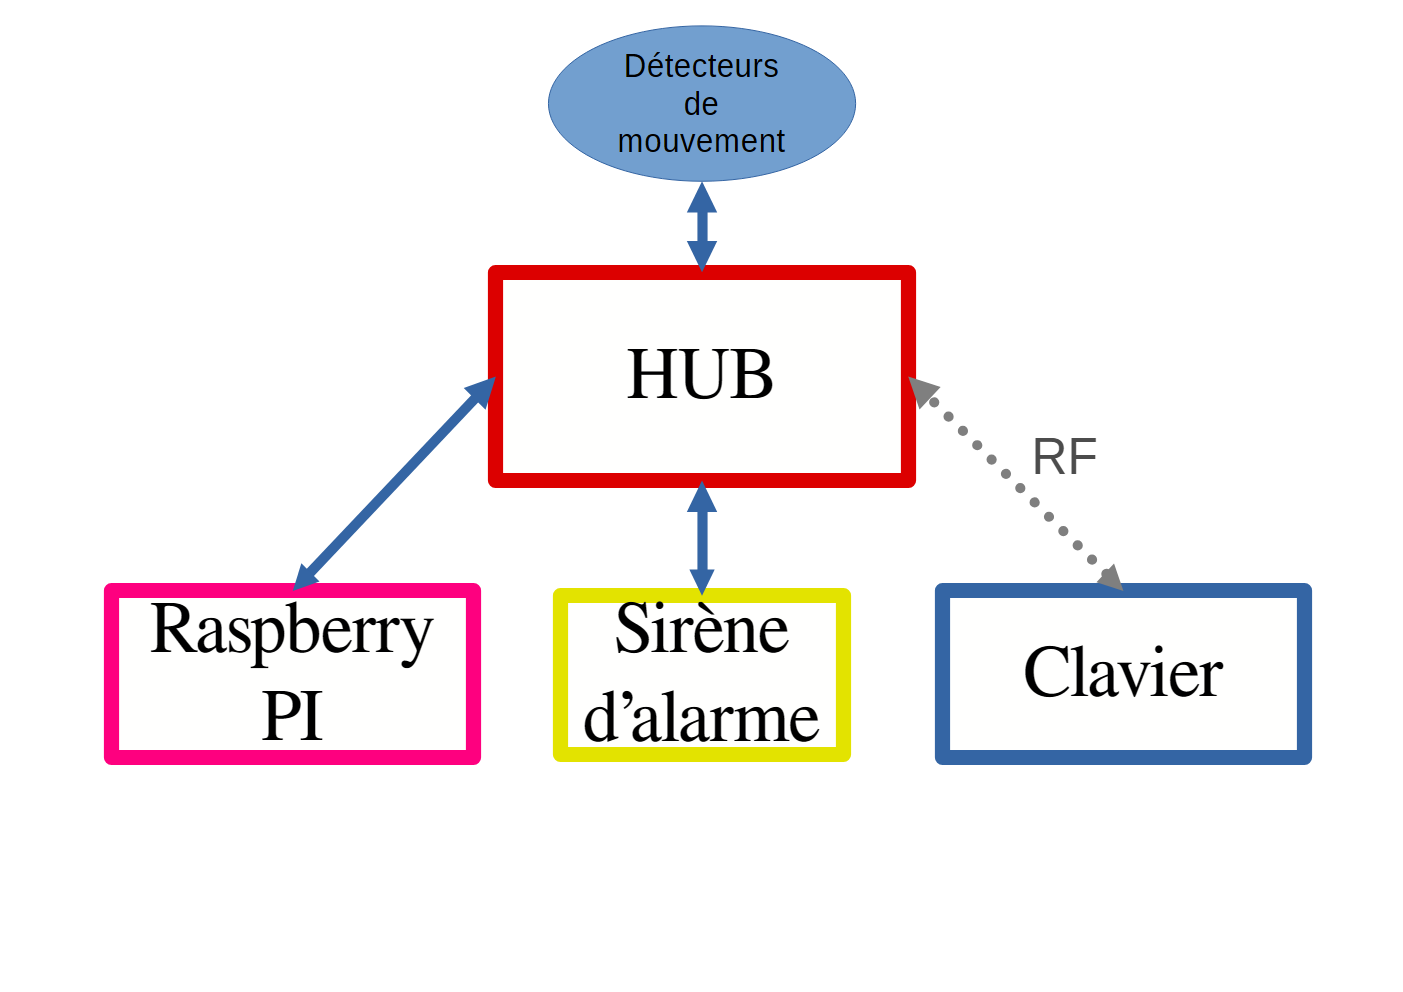 Détecteurs
de
mouvement
HUB
RF
Raspberry
PI
Sirène
d’alarme
Clavier